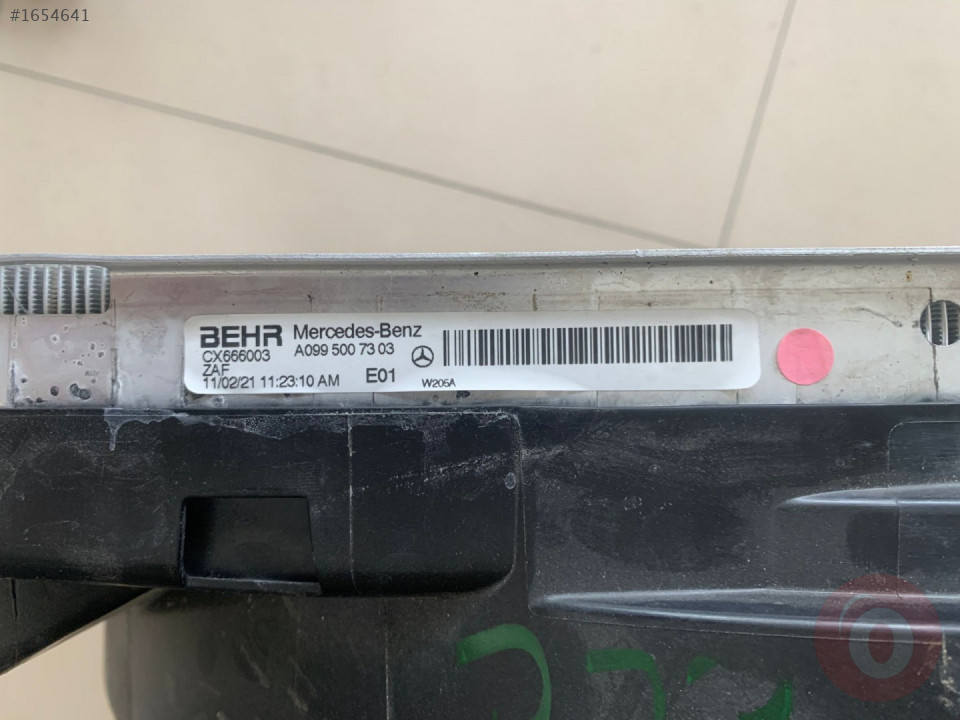 #1654641
BEHR Mercedes-Benz
CX666003 A099 500 73 03
ZAF
11/02/21 11:23:10 AM E01 W205A